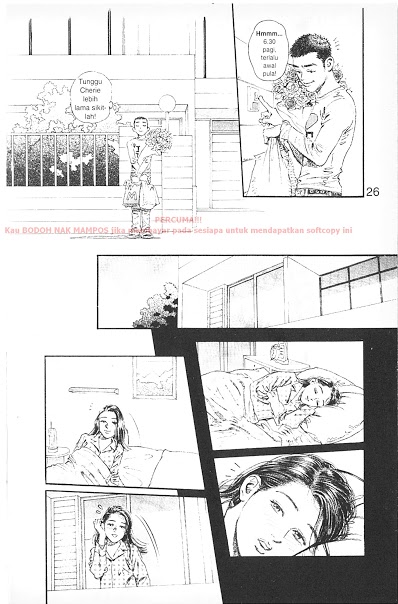 Tunggu
Cherie
lebih
lama sikit-
lah!
Hmmm...
6.30
pagi,
terlalu
awal
pula!
26
PERCUMA!!!
Kau BODOH NAK MAMPOS jika membayar pada sesiapa untuk mendapatkan softcopy ini